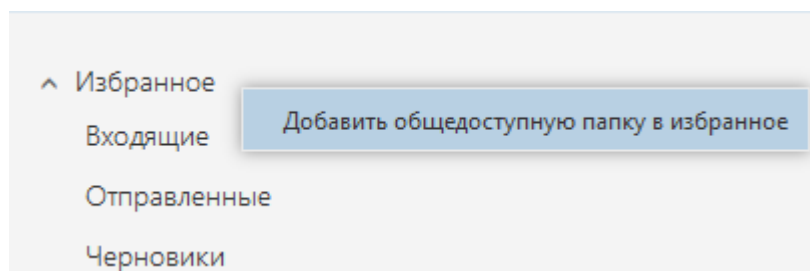 Избранное
Добавить общедоступную папку в избранное
Входящие
Отправленные
Черновики